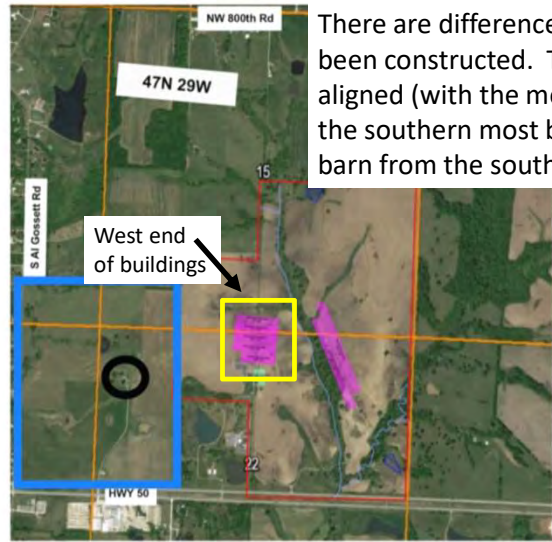 NW 800th Rd
There are difference
been constructed. T
aligned (with the mo
the southern most b
barn from the south
47N 29W
15
S Al Gossett Rd
West end
of buildings
22
HWY 50